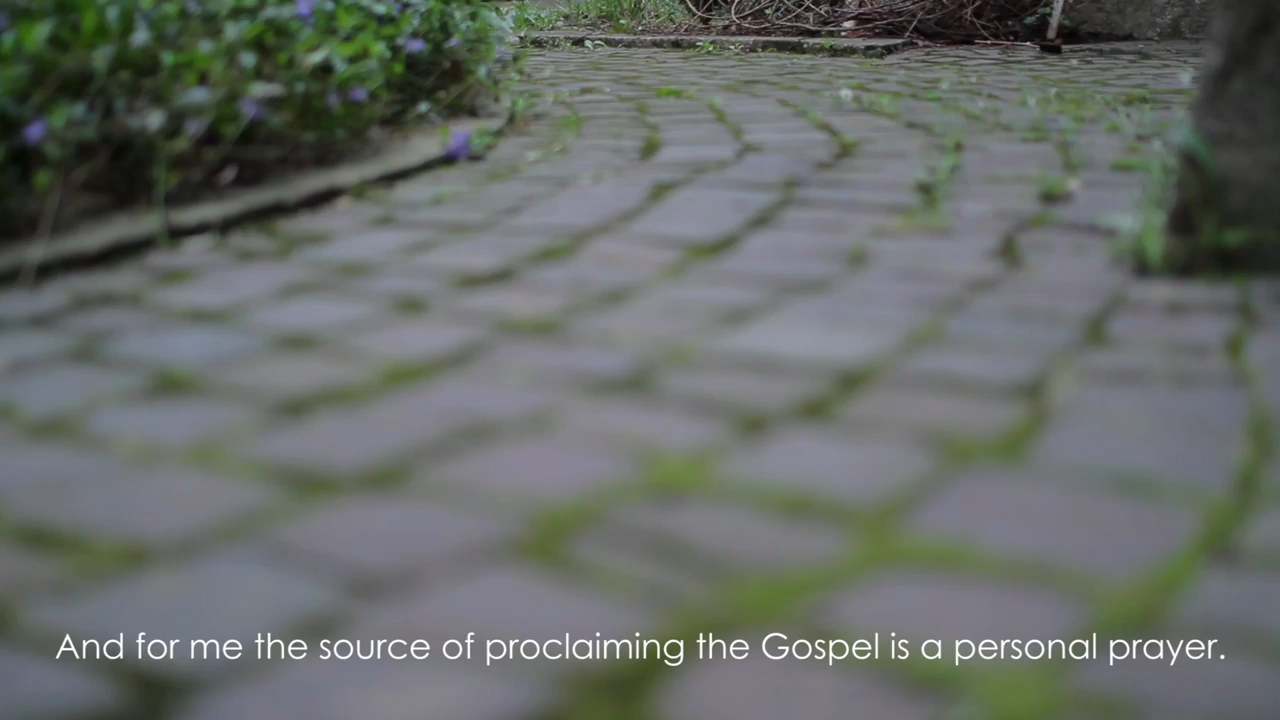 And for me the source of proclaiming the Gospel is a personal prayer.